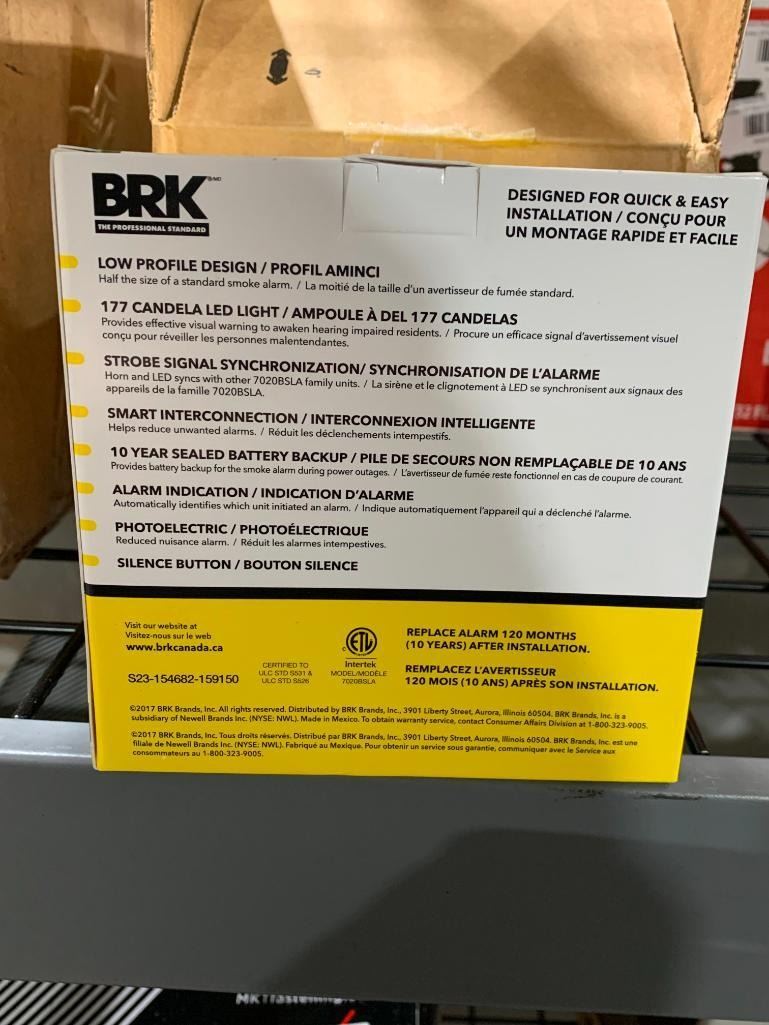 BRK
®/MD
THE PROFESSIONAL STANDARD
DESIGNED FOR QUICK & EASY
INSTALLATION / CONÇU POUR
UN MONTAGE RAPIDE ET FACILE
LOW PROFILE DESIGN / PROFIL AMINCI
Half the size of a standard smoke alarm. / La moitié de la taille d'un avertisseur de fumée standard.
177 CANDELA LED LIGHT / AMPOULE À DEL 177 CANDELAS
Provides effective visual warning to awaken hearing impaired residents. / Procure un efficace signal d'avertissement visuel
conçu pour réveiller les personnes malentendantes.
STROBE SIGNAL SYNCHRONIZATION/ SYNCHRONISATION DE L'ALARME
Horn and LED syncs with other 7020BSLA family units. / La sirène et le clignotement à LED se synchronisent aux signaux des
appareils de la famille 7020BSLA.
SMART INTERCONNECTION / INTERCONNEXION INTELLIGENTE
Helps reduce unwanted alarms. / Réduit les déclenchements intempestifs.
10 YEAR SEALED BATTERY BACKUP / PILE DE SECOURS NON REMPLAÇABLE DE 10 ANS
Provides battery backup for the smoke alarm during power outages. / L'avertisseur de fumée reste fonctionnel en cas de coupure de courant.
ALARM INDICATION / INDICATION D'ALARME
Automatically identifies which unit initiated an alarm. / Indique automatiquement l'appareil qui a déclenché l'alarme.
PHOTOELECTRIC / PHOTOÉLECTRIQUE
Reduced nuisance alarm. / Réduit les alarmes intempestives.
SILENCE BUTTON / BOUTON SILENCE
Visit our website at
Visitez-nous sur le web
www.brkcanada.ca
S23-154682-159150
CERTIFIED TO
ULC STD S531 &
ULC STD S526
C ETL
Intertek
MODEL/MODÈLE
7020BSLA
REPLACE ALARM 120 MONTHS
(10 YEARS) AFTER INSTALLATION.
REMPLACEZ L'AVERTISSEUR
120 MOIS (10 ANS) APRÈS SON INSTALLATION.
©2017 BRK Brands, Inc. All rights reserved. Distributed by BRK Brands, Inc., 3901 Liberty Street, Aurora, Illinois 60504. BRK Brands, Inc. is a
subsidiary of Newell Brands Inc. (NYSE: NWL). Made in Mexico. To obtain warranty service, contact Consumer Affairs Division at 1-800-323-9005.
©2017 BRK Brands, Inc. Tous droits réservés. Distribué par BRK Brands, Inc., 3901 Liberty Street, Aurora, Illinois 60504. BRK Brands, Inc. est une
filiale de Newell Brands Inc. (NYSE: NWL). Fabriqué au Mexique. Pour obtenir un service sous garantie, communiquer avec le Service aux
consommateurs au 1-800-323-9005.
32 FL